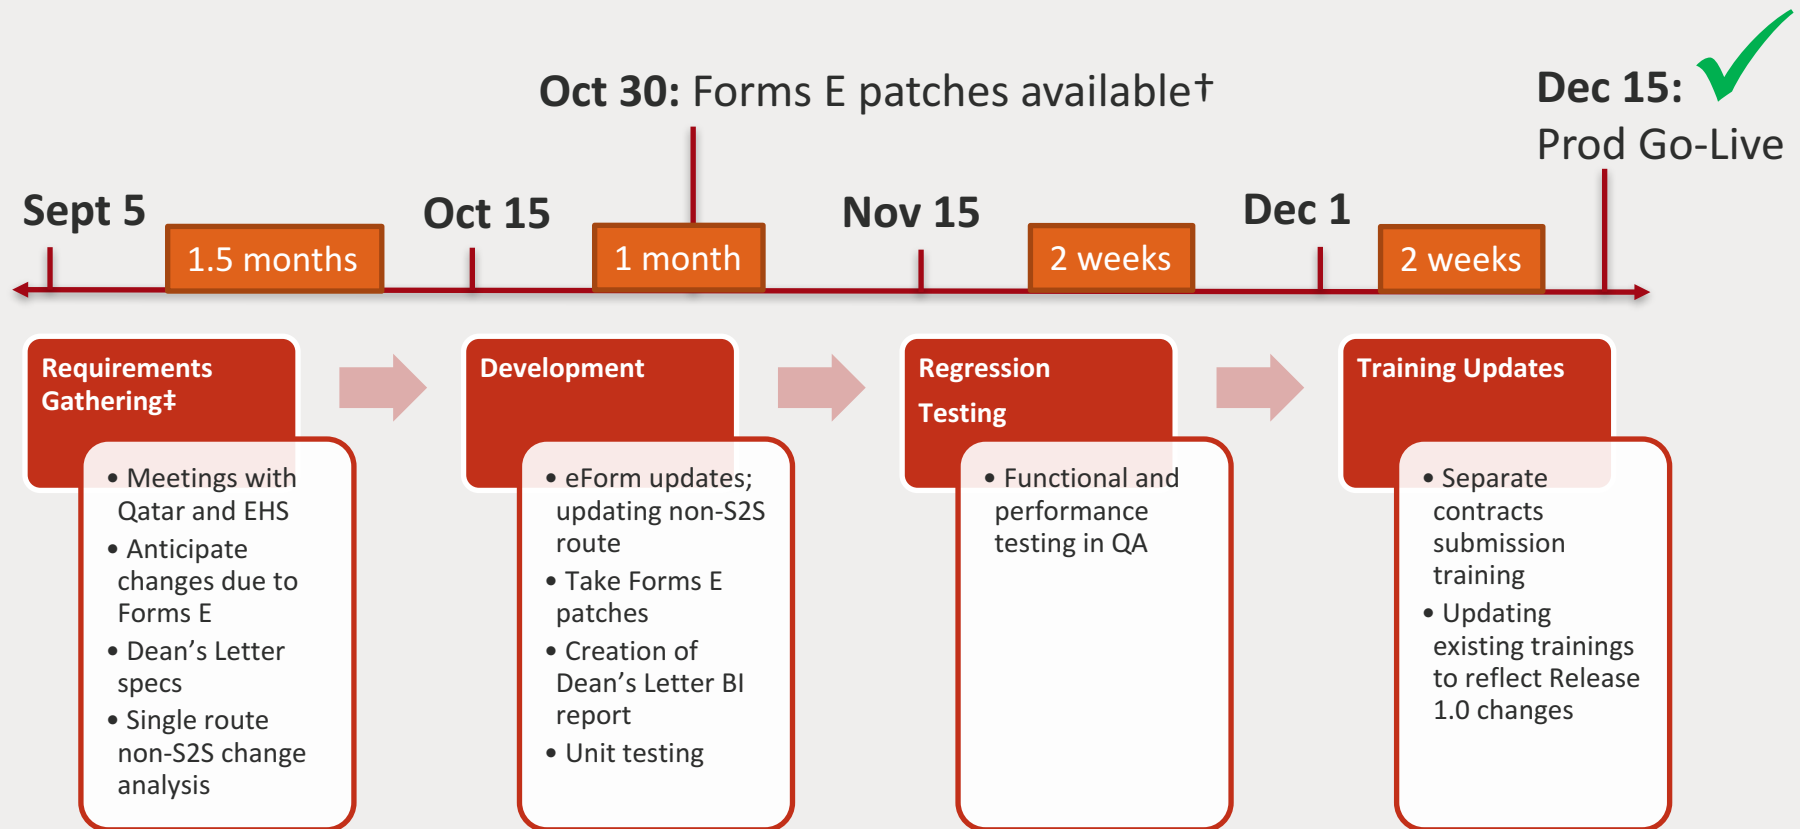 Oct 30: Forms E patches available†
Dec 15:
Prod Go-Live
Sept 5
Oct 15
Nov 15
Dec 1
1.5 months
1 month
2 weeks
2 weeks
Requirements
Gathering‡
• Meetings with
Qatar and EHS
• Anticipate
changes due to
Forms E
• Dean’s Letter
specs
• Single route
non-S2S change
analysis
Development
• eForm updates;
updating non-S2S
route
• Take Forms E
patches
• Creation of
Dean’s Letter BI
report
• Unit testing
Regression
Testing
• Functional and
performance
testing in QA
Training Updates
• Separate
contracts
submission
training
• Updating
existing trainings
to reflect Release
1.0 changes